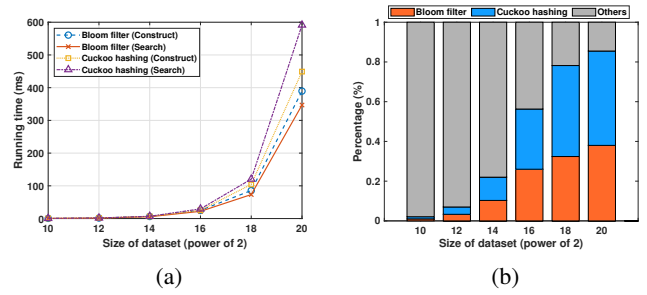 600
500
400
300
200
100
0
Running time (ms)
Bloom filter (Construct)
Bloom filter (Search)
Cuckoo hashing (Construct)
Cuckoo hashing (Search)
10 12 14 16 18 20
Size of dataset (power of 2)
(a)
Bloom filter Cuckoo hashing Others
1
0.8
0.6
0.4
0.2
0
Percentage (%)
10 12 14 16 18 20
Size of dataset (power of 2)
(b)